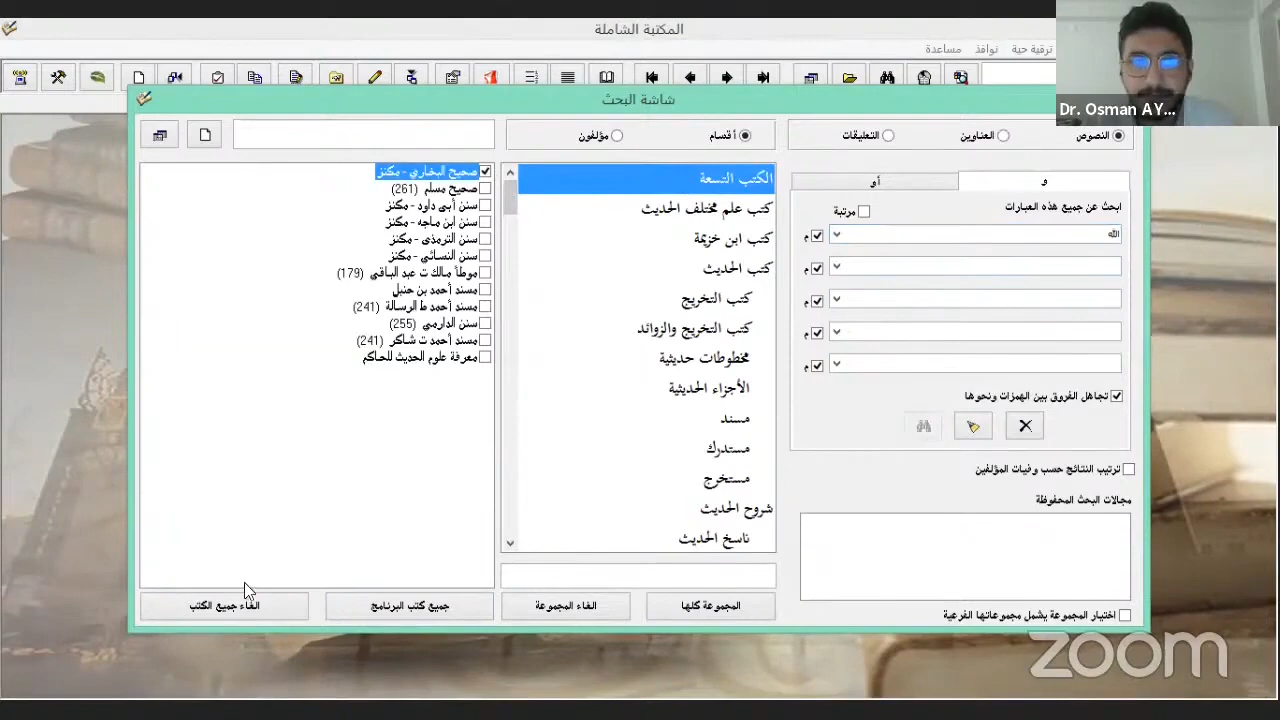 المكتبة الشاملة
ترقية حية نوافذ مساعدة
Dr. Osman AY...
شاشة البحث
النصوص العناوين التعليقات
أقسام مؤلفون
و أو
ابحث عن جميع هذه العبارات
مرتبة
الله م
م
م
م
م
تجاهل الفروق بين الهمزات ونحوها
ترتيب النتائج حسب وفيات المؤلفين
مجالات البحث المحفوظة
اختيار المجموعة يشمل مجموعاتها الفرعية
الكتب التسعة
كتب علم مختلف الحديث
كتب ابن خزيمة
كتب الحديث
كتب التخريج
كتب التخريج والزوائد
مخطوطات حديثية
الأجزاء الحديثية
مسند
مستدرك
مستخرج
شروح الحديث
ناسخ الحديث
المجموعة كلها الغاء المجموعة
صحيح البخاري - مكنز
صحيح مسلم (261)
سنن أبى داود - مكنز
سنن ابن ماجه - مكنز
سنن الترمذى - مكنز
سنن النسائي - مكنز
موطأ مالك ت عبد الباقي (179)
مسند أحمد بن حنبل
مسند أحمد ط الرسالة (241)
سنن الدارمي (255)
مسند أحمد ت شاكر (241)
معرفة علوم الحديث للحاكم
جميع كتب البرنامج الغاء جميع الكتب
zoom